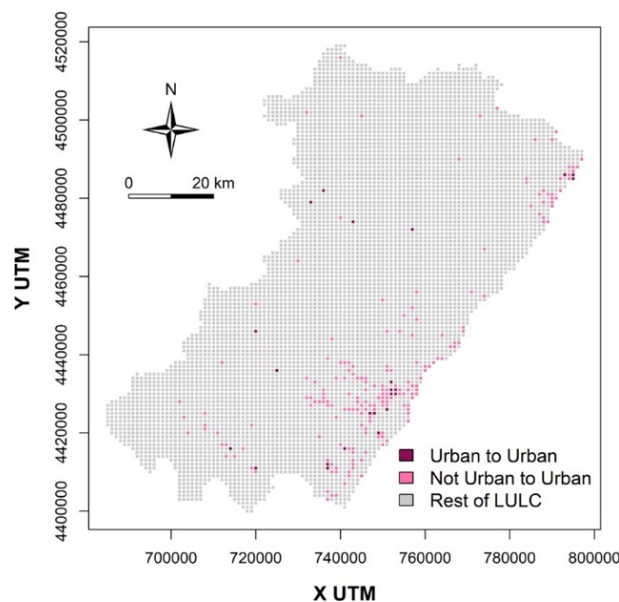 4520000
N
4500000
0 20 km
4480000
Y UTM
4460000
4440000
4420000
4400000
Urban to Urban
Not Urban to Urban
Rest of LULC
700000 720000 740000 760000 780000 800000
X UTM